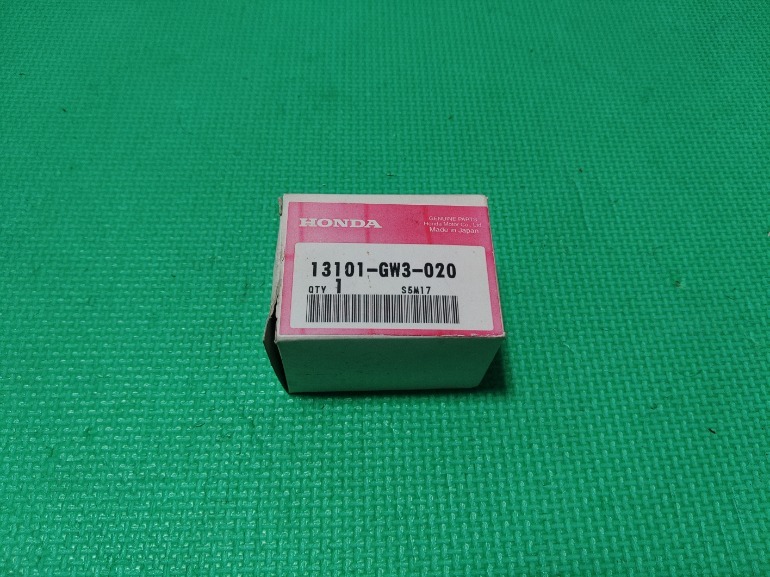 HONDA
GENUINE PARTS
Honda Motor Co., Ltd.
Made in Japan
13101-GW3-020
QTY 1 S5M17